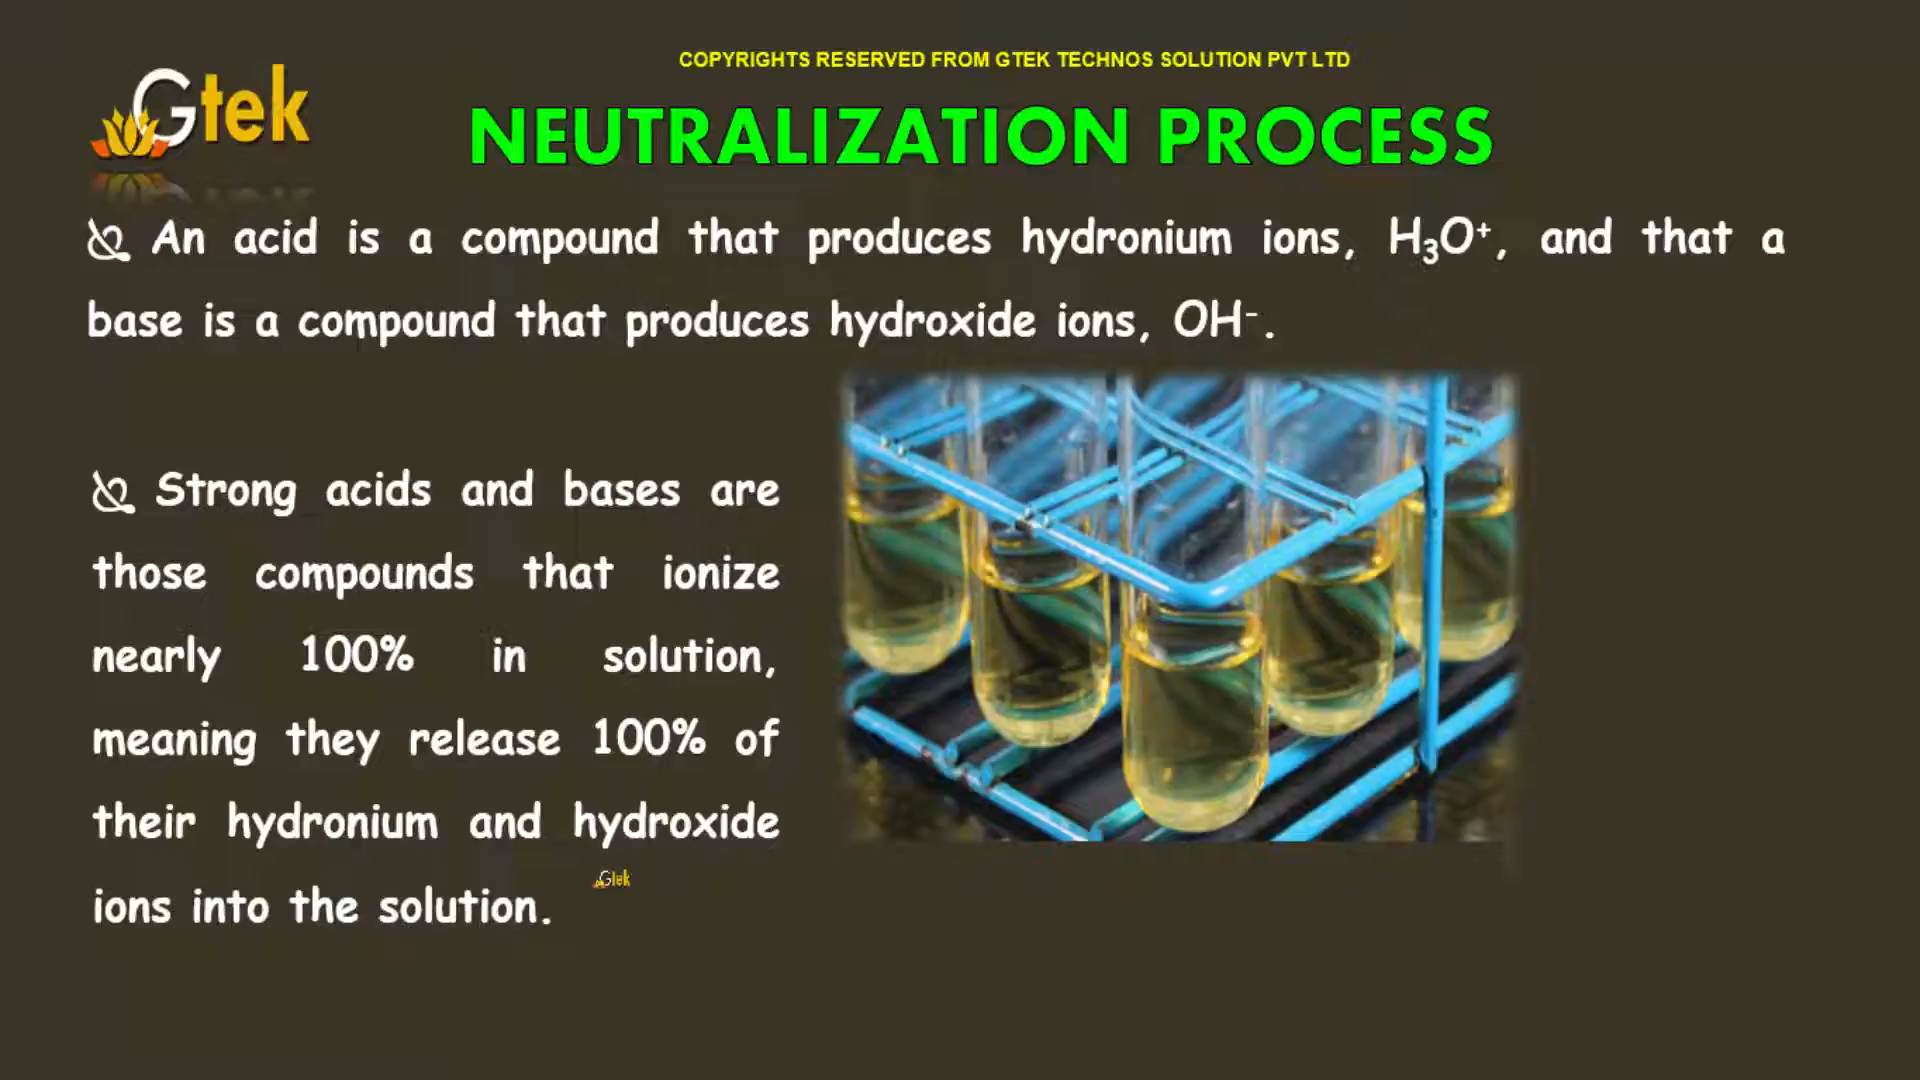 COPYRIGHTS RESERVED FROM GTEK TECHNOS SOLUTION PVT LTD
Gtek
NEUTRALIZATION PROCESS
An acid is a compound that produces hydronium ions, H₃O⁺, and that a
base is a compound that produces hydroxide ions, OH⁻.
Strong acids and bases are
those compounds that ionize
nearly 100% in solution,
meaning they release 100% of
their hydronium and hydroxide
ions into the solution.
Gtek